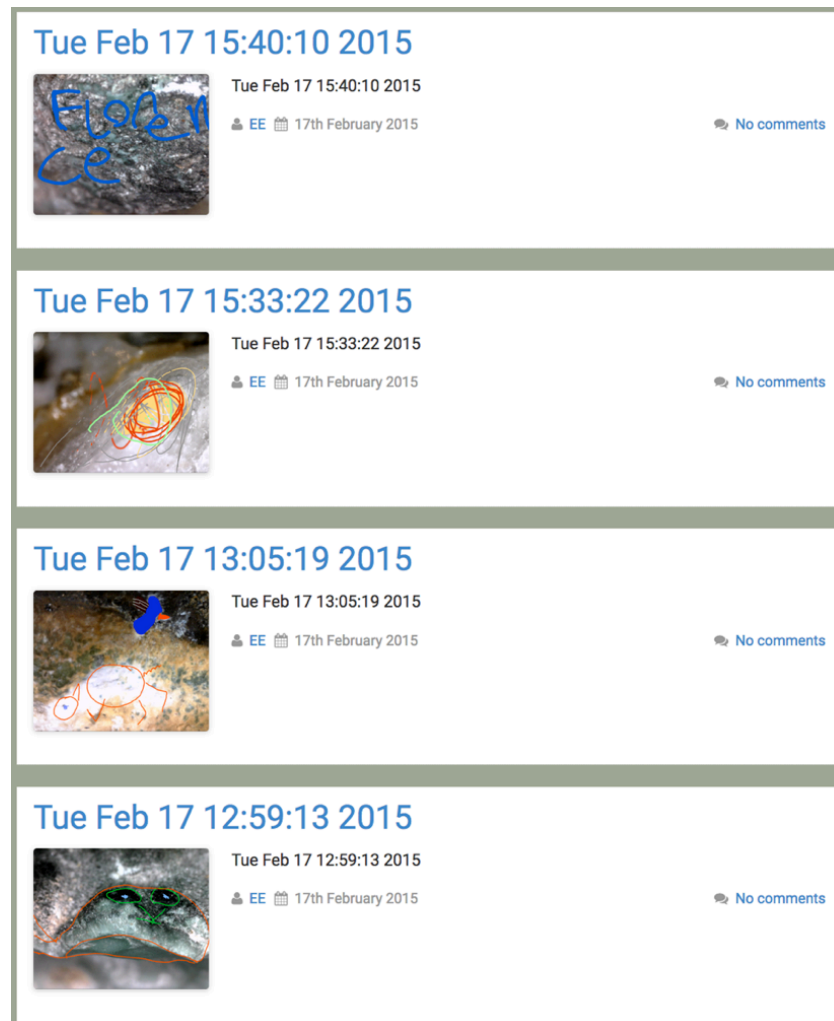 Tue Feb 17 15:40:10 2015
Tue Feb 17 15:40:10 2015
EE 17th February 2015 No comments
Floren
ce
Tue Feb 17 15:33:22 2015
Tue Feb 17 15:33:22 2015
EE 17th February 2015 No comments
Tue Feb 17 13:05:19 2015
Tue Feb 17 13:05:19 2015
EE 17th February 2015 No comments
Tue Feb 17 12:59:13 2015
Tue Feb 17 12:59:13 2015
EE 17th February 2015 No comments